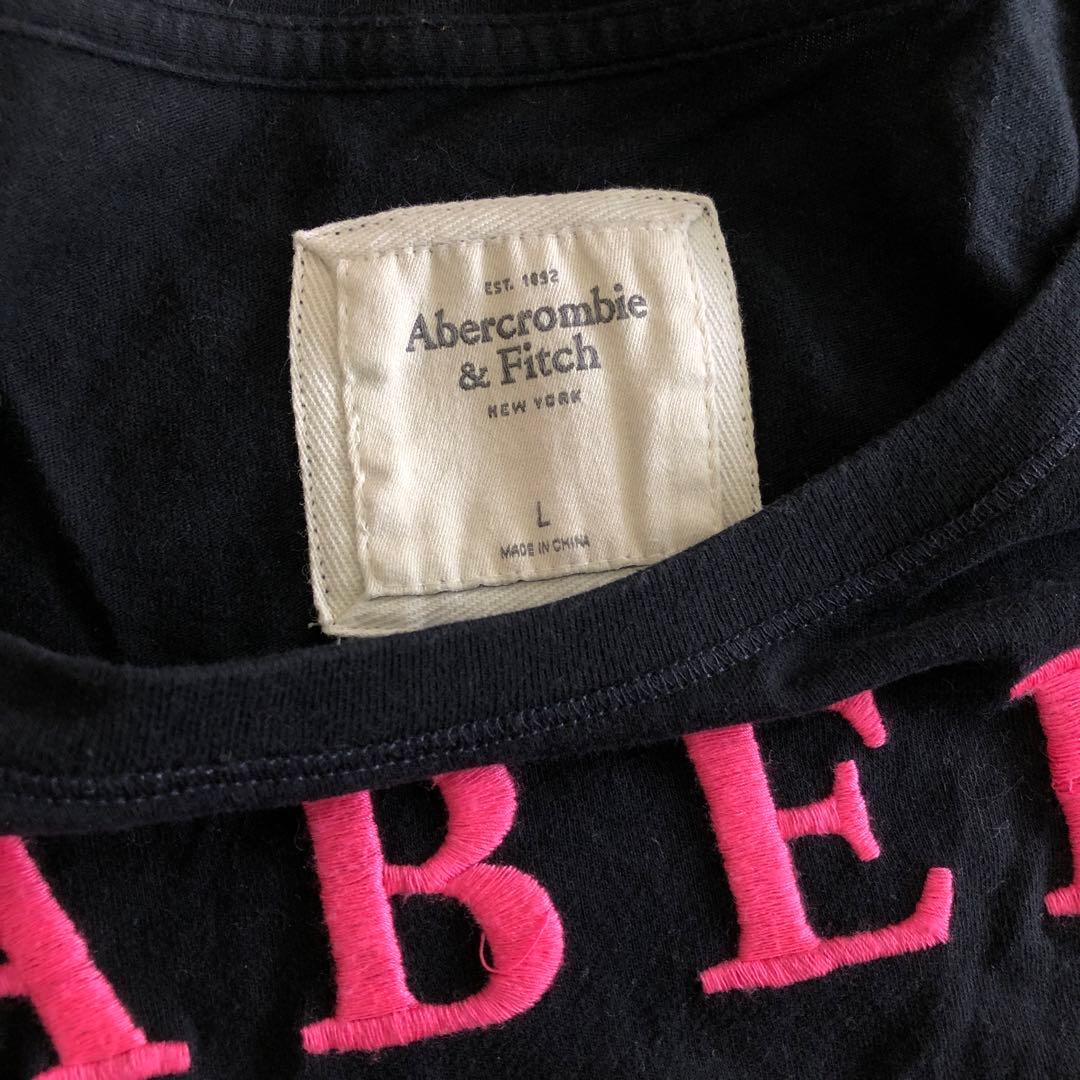 EST. 1892
Abercrombie
& Fitch
NEW YORK
L
MADE IN CHINA
ABE